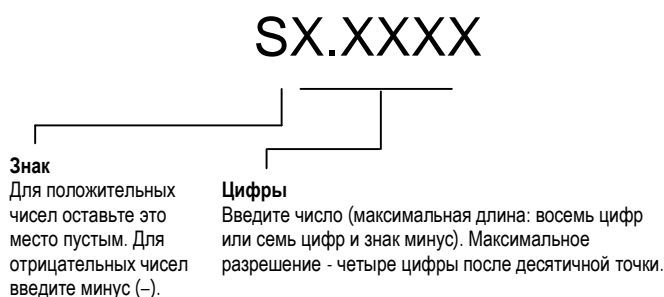 SX.XXXX
Знак
Для положительных
чисел оставьте это
место пустым. Для
отрицательных чисел
введите минус (–).
Цифры
Введите число (максимальная длина: восемь цифр
или семь цифр и знак минус). Максимальное
разрешение - четыре цифры после десятичной точки.